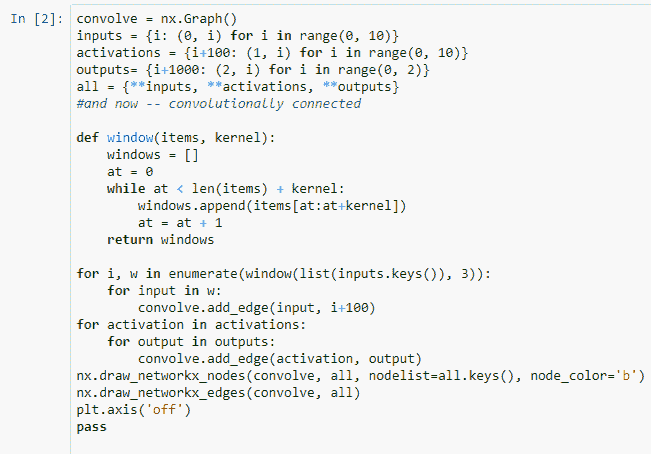 In [2]: convolve = nx.Graph()
inputs = {i: (0, i) for i in range(0, 10)}
activations = {i+100: (1, i) for i in range(0, 10)}
outputs= {i+1000: (2, i) for i in range(0, 2)}
all = {**inputs, **activations, **outputs}
#and now -- convolutionally connected

def window(items, kernel):
    windows = []
    at = 0
    while at < len(items) + kernel:
        windows.append(items[at:at+kernel])
        at = at + 1
    return windows

for i, w in enumerate(window(list(inputs.keys()), 3)):
    for input in w:
        convolve.add_edge(input, i+100)
for activation in activations:
    for output in outputs:
        convolve.add_edge(activation, output)
nx.draw_networkx_nodes(convolve, all, nodelist=all.keys(), node_color='b')
nx.draw_networkx_edges(convolve, all)
plt.axis('off')
pass